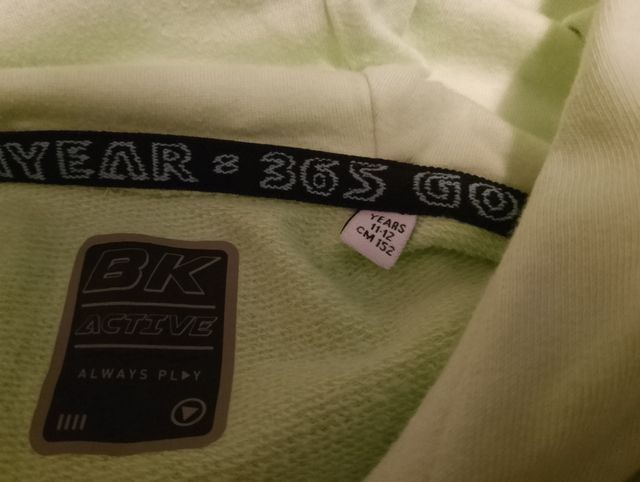 YEAR = 365 GO
YEARS
11-12
CM 152
BK
ACTIVE
ALWAYS PLAY